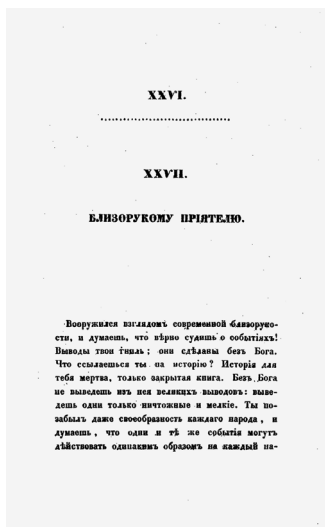 XXVI.
XXVII.
БЛИЗОРУКОМУ ПРІЯТЕЛЮ.
Вооружился взглядомъ современной близоруко-
сти, и думаешь, что вѣрно судишь о событіяхъ!
Выводы твои гниль; они сдѣланы безъ Бога.
Что ссылаешься ты на исторію? Исторія для
тебя мертва, только закрытая книга. Безъ Бога
не выведешь изъ нея великихъ выводовъ: выве-
дешь одни только ничтожные и мелкіе. Ты по-
забылъ даже своеобразность каждаго народа, и
думаешь, что одни и тѣ же событія могутъ
дѣйствовать одинакимъ образомъ на каждый на-